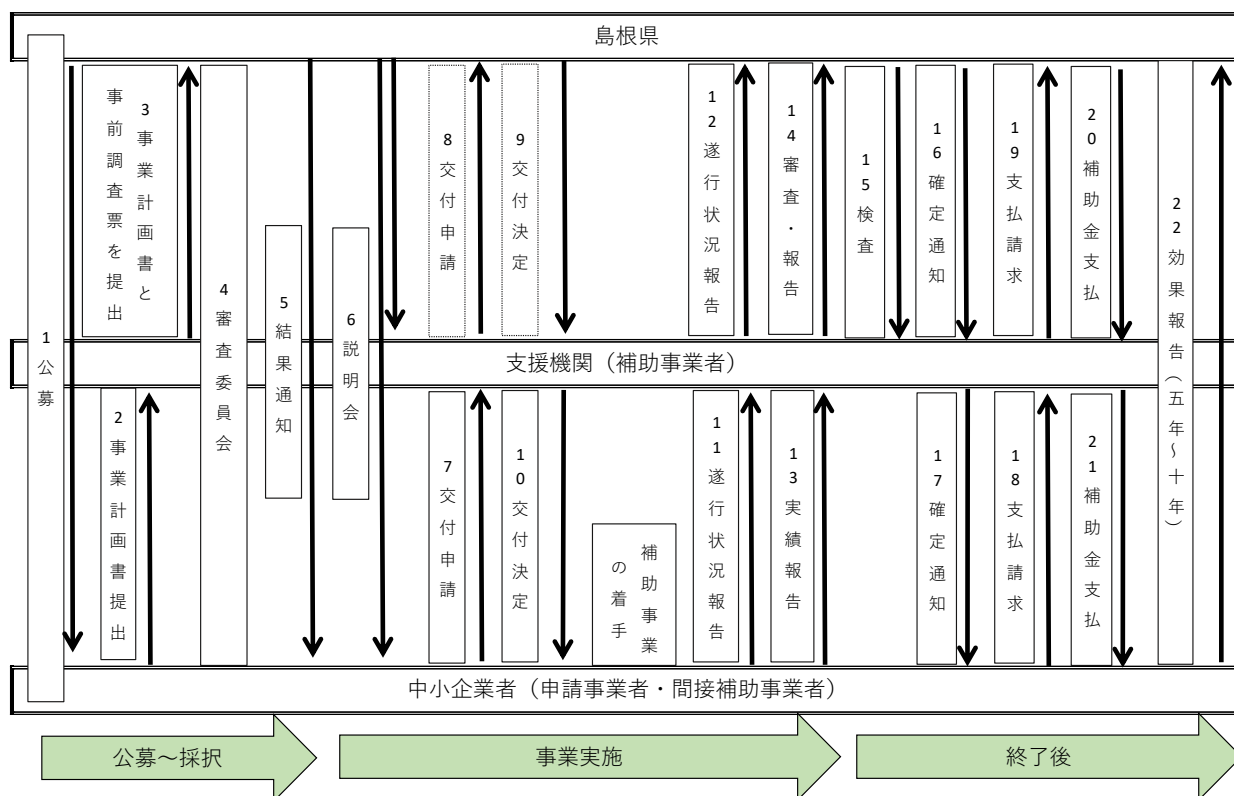 島根県
1公募
2事業計画書提出
3事業計画書と
事前調査票を提出
4審査委員会
5結果通知
6説明会
7交付申請
8交付申請
9交付決定
10交付決定
補助事業
の着手
11遂行状況報告
12遂行状況報告
13実績報告
14審査・報告
15検査
16確定通知
17確定通知
18支払請求
19支払請求
20補助金支払
21補助金支払
22効果報告(五年~十年)
支援機関(補助事業者)
中小企業者(申請事業者・間接補助事業者)
公募~採択
事業実施
終了後